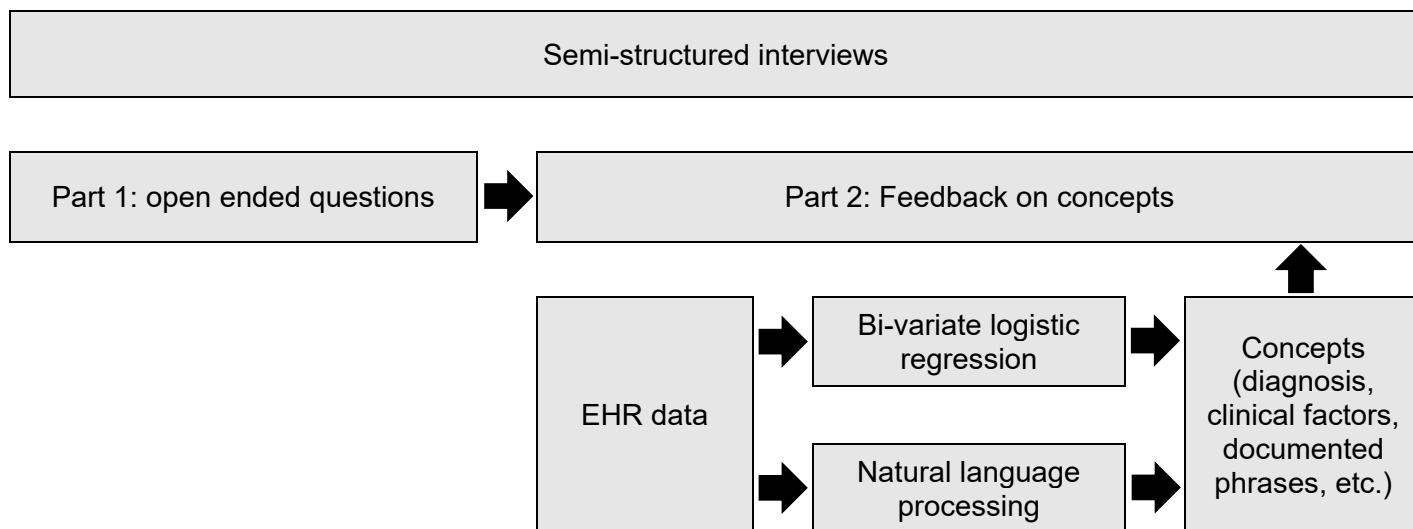 Semi-structured interviews
Part 1: open ended questions
Part 2: Feedback on concepts
EHR data
Bi-variate logistic
regression
Natural language
processing
Concepts
(diagnosis,
clinical factors,
documented
phrases, etc.)